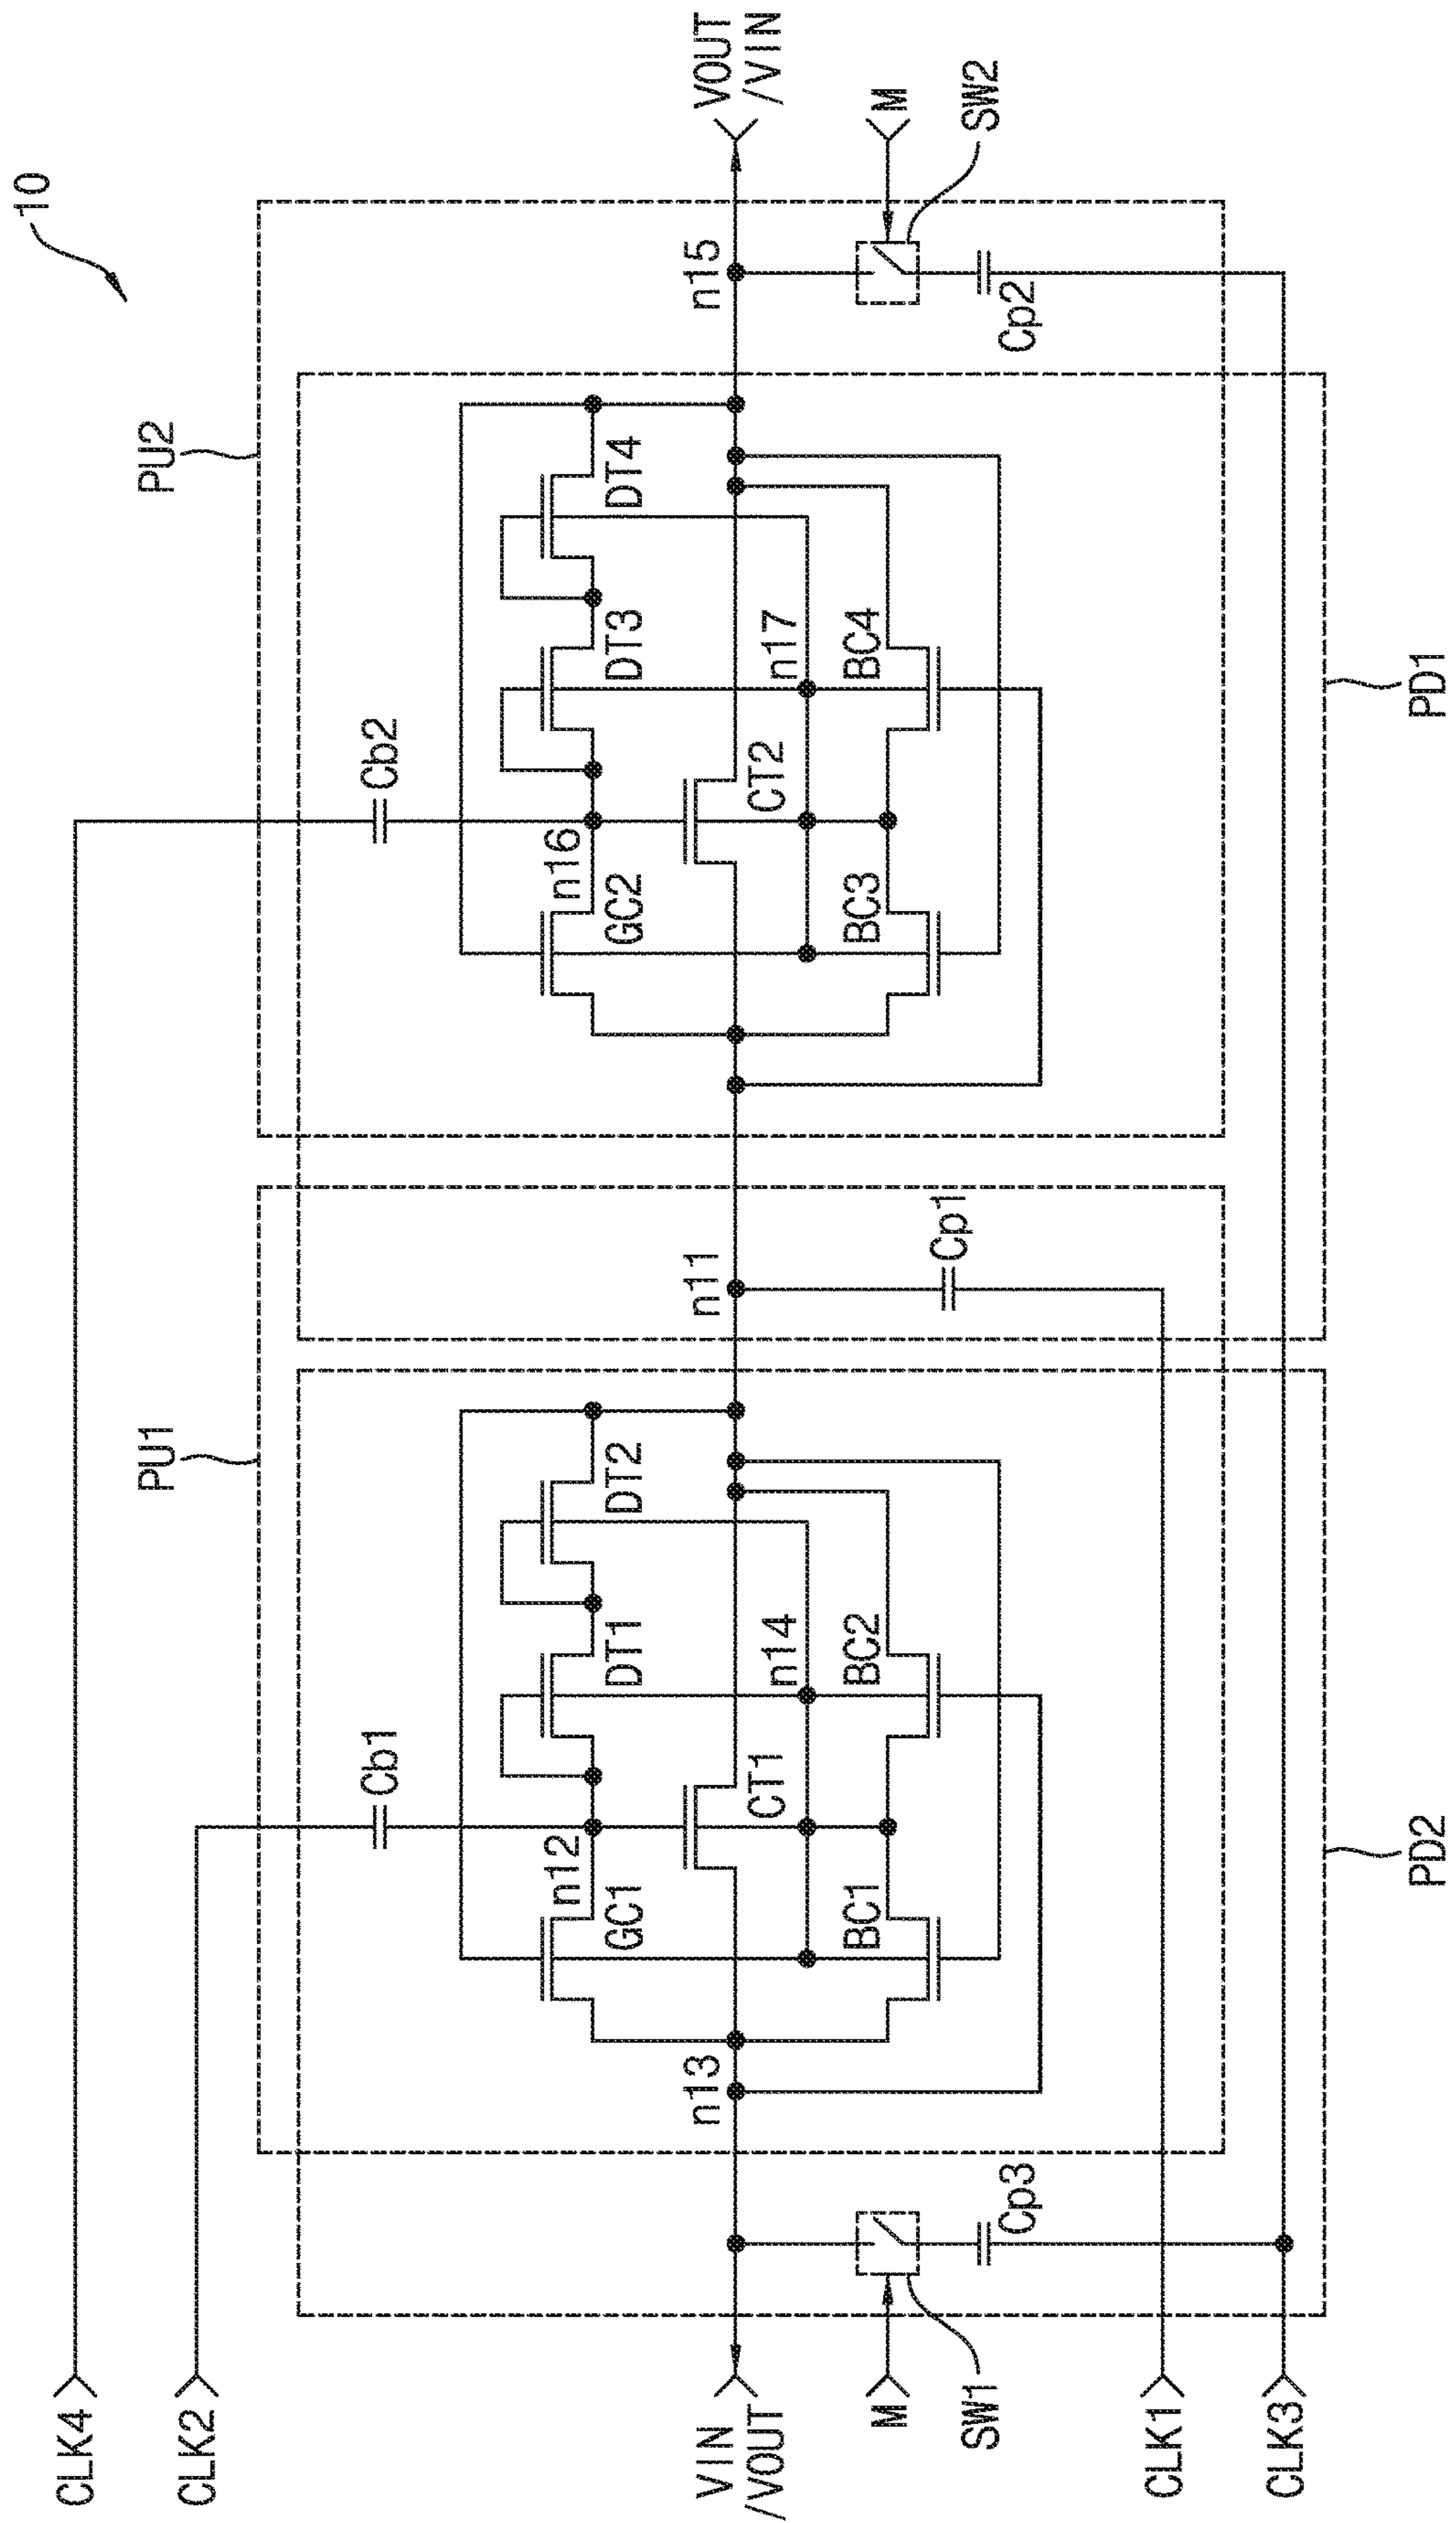 10
PU1
PU2
CLK4
CLK2
Cb1
Cb2
DT1
DT2
DT3
DT4
n12
GC1
n16
GC2
VIN
/VOUT
n13
CT1
n11
CT2
n15
VOUT
/VIN
n14
n17
M
BC1
BC2
BC3
BC4
M
SW1
Cp3
Cp1
Cp2
SW2
CLK1
CLK3
PD2
PD1